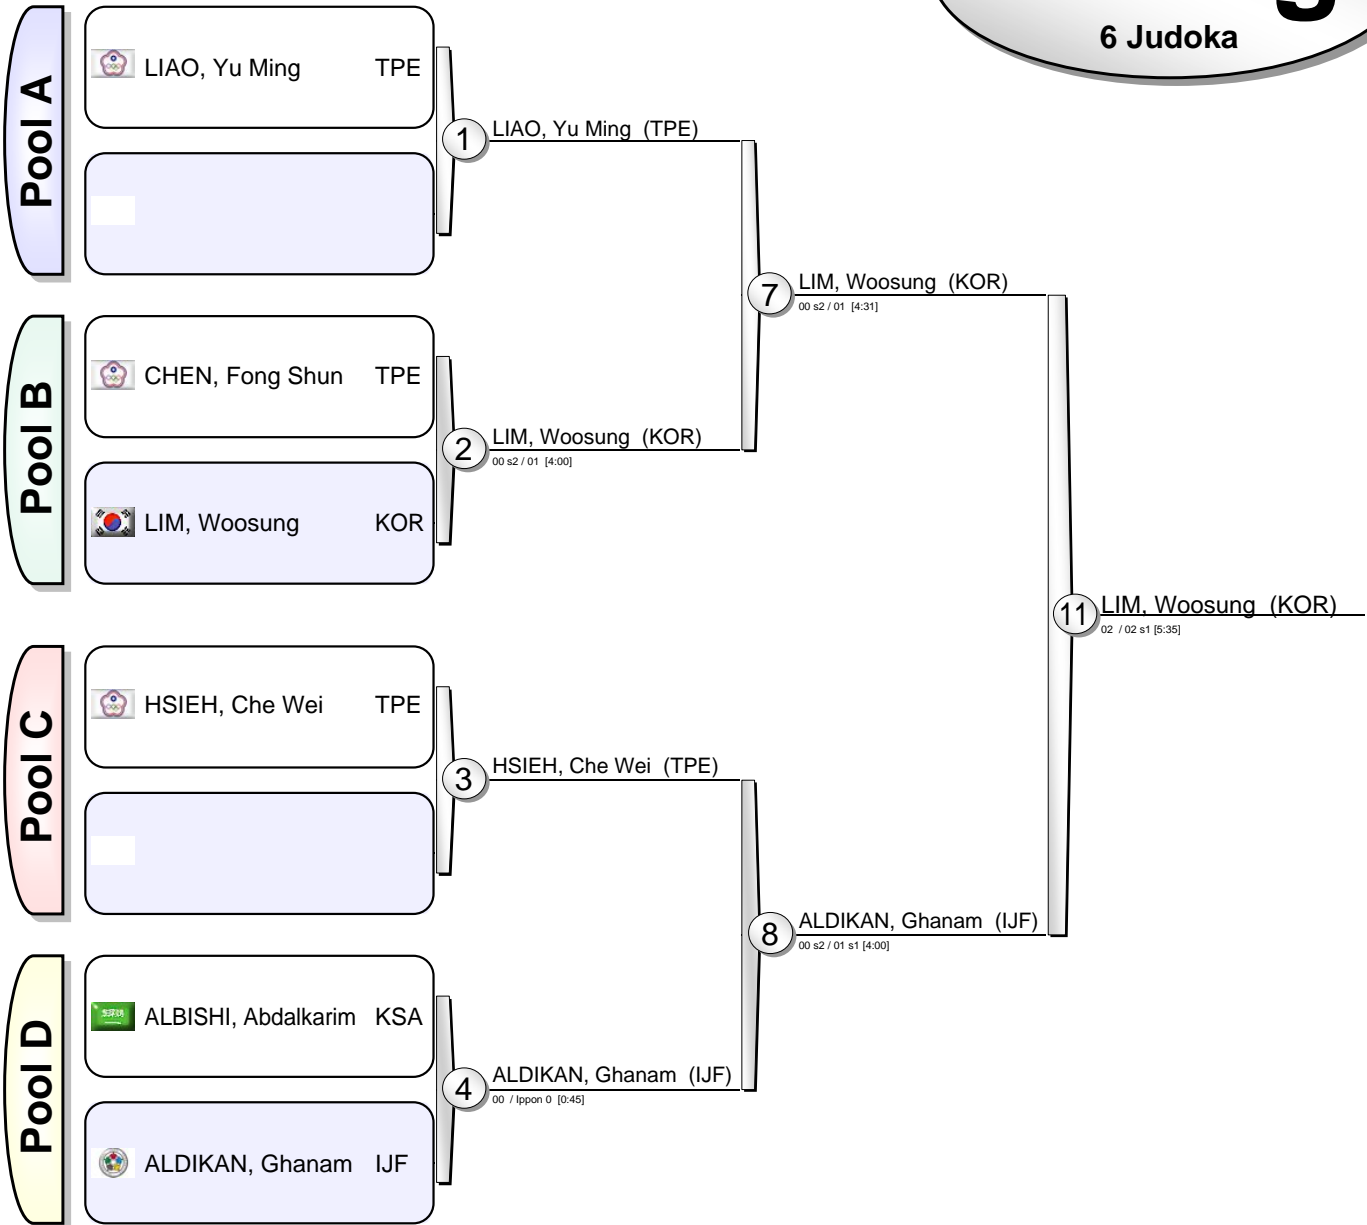 6 Judoka
Pool A
LIAO, Yu Ming TPE
1 LIAO, Yu Ming (TPE)
Pool B
CHEN, Fong Shun TPE
LIM, Woosung KOR
2 LIM, Woosung (KOR)
00 s2 / 01 [4:00]
7 LIM, Woosung (KOR)
00 s2 / 01 [4:31]
Pool C
HSIEH, Che Wei TPE
3 HSIEH, Che Wei (TPE)
Pool D
ALBISHI, Abdalkarim KSA
ALDIKAN, Ghanam IJF
4 ALDIKAN, Ghanam (IJF)
00 / Ippon 0 [0:45]
8 ALDIKAN, Ghanam (IJF)
00 s2 / 01 s1 [4:00]
11 LIM, Woosung (KOR)
02 / 02 s1 [5:35]